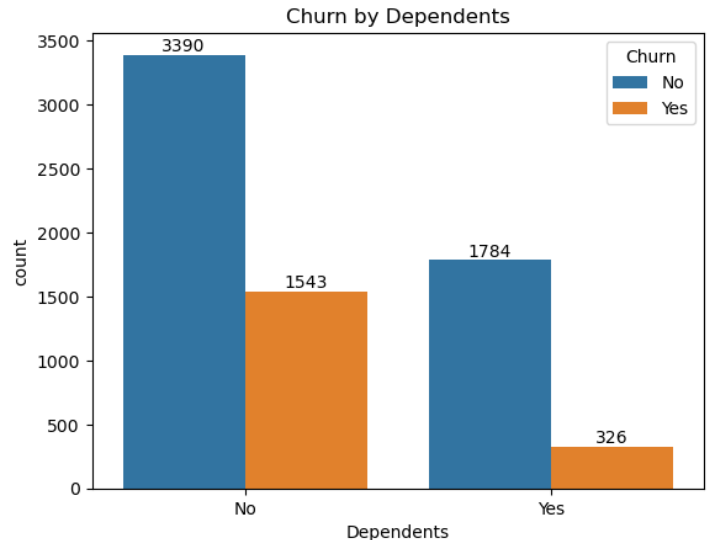 Churn by Dependents
3500
3000
2500
2000
1500
1000
500
0
count
3390
1543
1784
326
Churn
No
Yes
No
Yes
Dependents